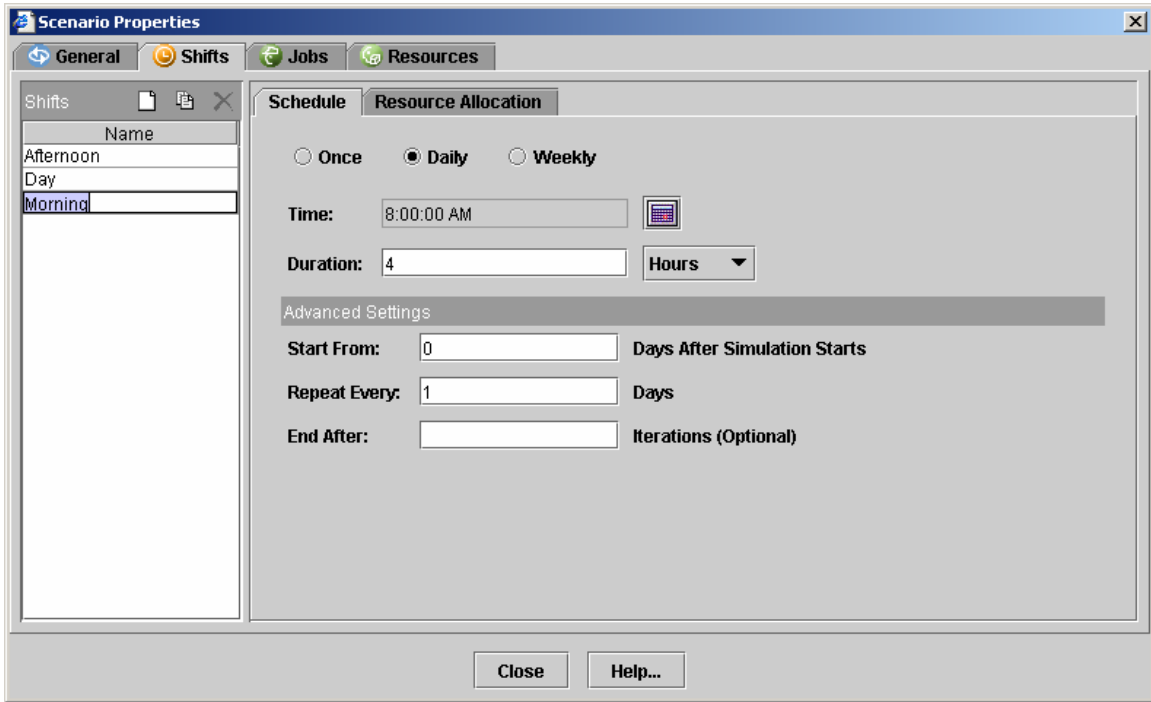 Scenario Properties
General Shifts Jobs Resources
Shifts
Name
Afternoon
Day
Morning
Schedule Resource Allocation
Once Daily Weekly
Time: 8:00:00 AM
Duration: 4 Hours
Advanced Settings
Start From: 0 Days After Simulation Starts
Repeat Every: 1 Days
End After: Iterations (Optional)
Close Help...